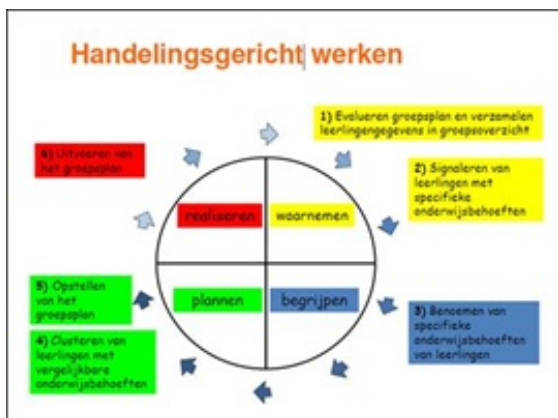 Handelingsgericht werken
1) Evalueren groepsplan en verzamelen
leerlingengegevens in groepsoverzicht
2) Signaleren van
leerlingen met
specifieke
onderwijsbehoeften
3) Benoemen van
specifieke
onderwijsbehoeften
van leerlingen
4) Clusteren van
leerlingen met
vergelijkbare
onderwijsbehoeften
5) Opstellen
van het
groepsplan
6) Uitvoeren van
het groepsplan
realiseren
waarnemen
plannen
begrijpen